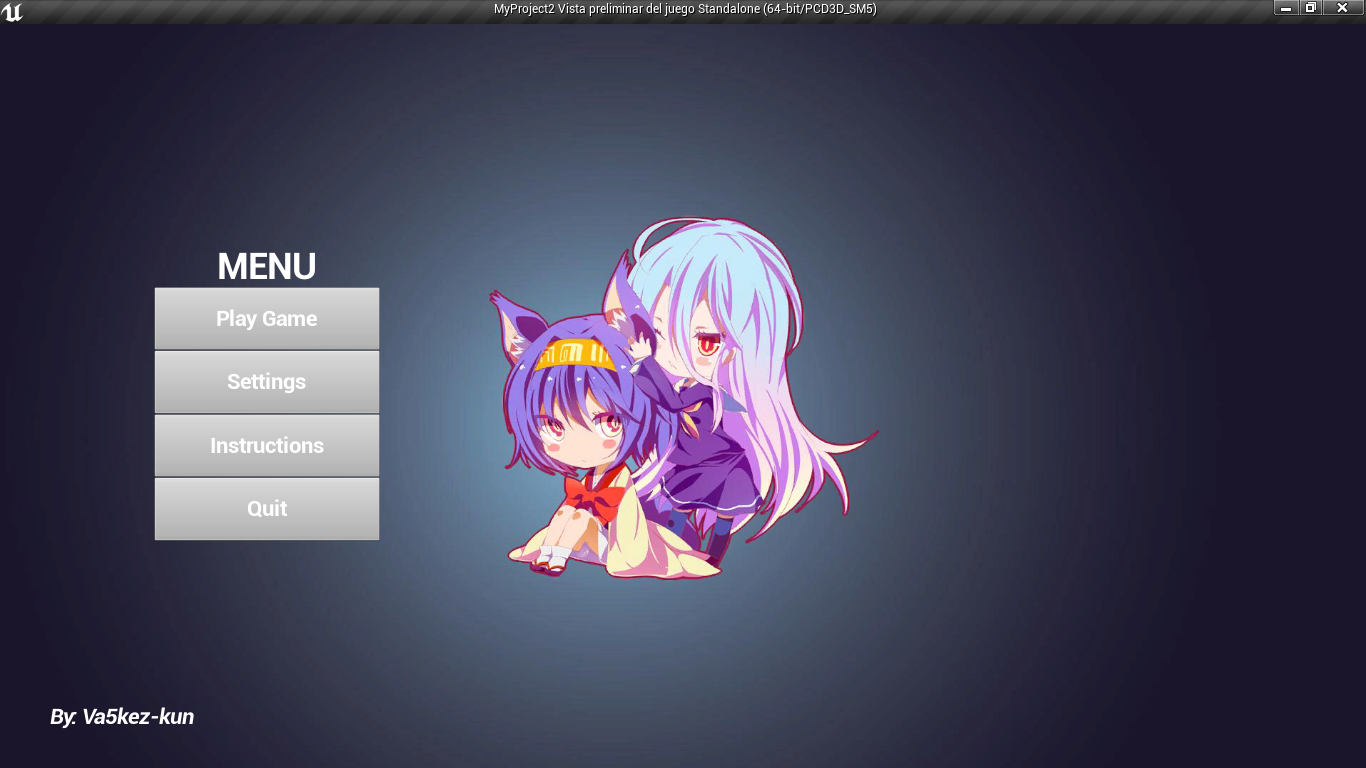 MyProject2 Vista preliminar del juego Standalone (64-bit/PCD3D_SM5)
MENU
Play Game
Settings
Instructions
Quit
By: Va5kez-kun